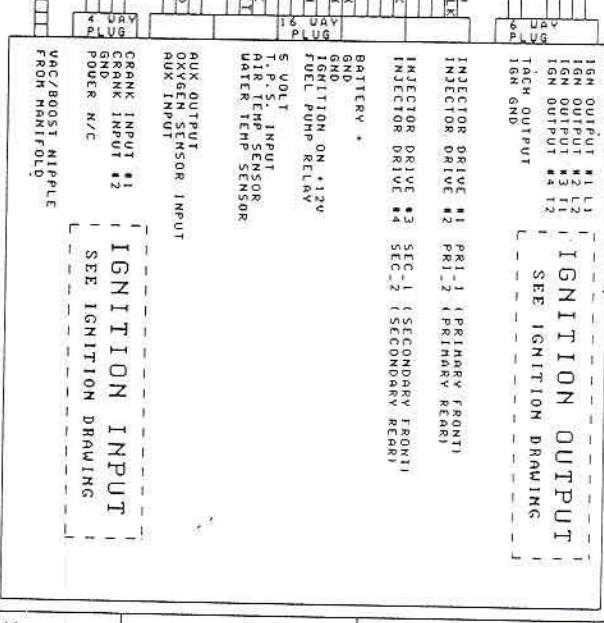 6 WAY
PLUG
IGN OUTPUT #1 L1
IGN OUTPUT #2 L2
IGN OUTPUT #3 T1
IGN OUTPUT #4 T2
TACH OUTPUT
IGN GND
IGNITION OUTPUT
SEE IGNITION DRAWING
16 WAY
PLUG
INJECTOR DRIVE #1 PRI-1 (PRIMARY FRONT)
INJECTOR DRIVE #2 PRI_2 (PRIMARY REAR)
INJECTOR DRIVE #3 SEC-1 (SECONDARY FRONT)
INJECTOR DRIVE #4 SEC_2 (SECONDARY REAR)
BATTERY +
GND
GND
IGNITION ON +12V
FUEL PUMP RELAY
5 VOLT
T.P.S. INPUT
AIR TEMP SENSOR
WATER TEMP SENSOR
AUX OUTPUT
OXYGEN SENSOR INPUT
AUX INPUT
4 WAY
PLUG
CRANK INPUT #1
CRANK INPUT #2
GND
POWER N/C
IGNITION INPUT
SEE IGNITION DRAWING
VAC/BOOST NIPPLE
FROM MANIFOLD